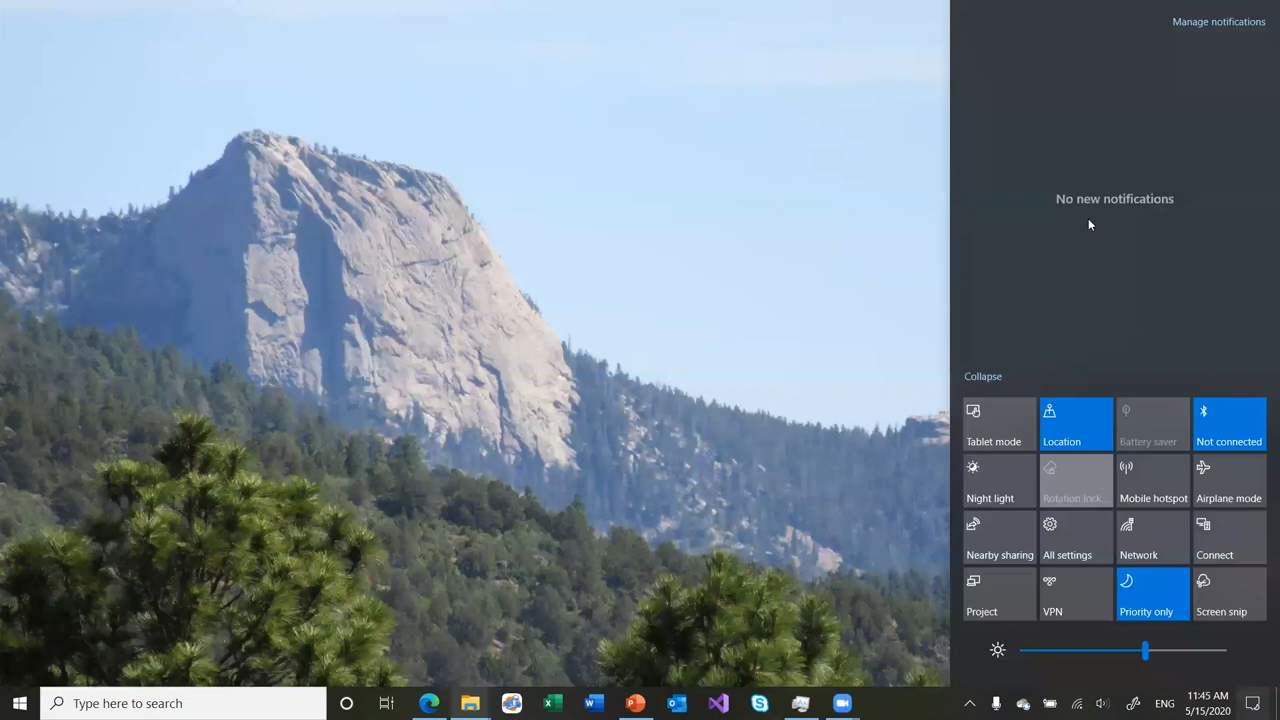 Manage notifications
No new notifications
Collapse
Tablet mode
Location
Battery saver
Not connected
Night light
Rotation lock
Mobile hotspot
Airplane mode
Nearby sharing
All settings
Network
Connect
Project
VPN
Priority only
Screen snip
Type here to search
ENG
11:45 AM
5/15/2020